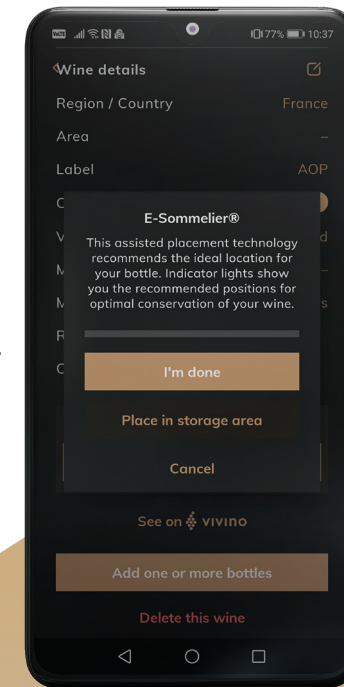 77% 10:37
Wine details
Region / Country France
Area –
Label AOP
C
V d
M –
M s
R
C
E-Sommelier®
This assisted placement technology
recommends the ideal location for
your bottle. Indicator lights show
you the recommended positions for
optimal conservation of your wine.
I'm done
Place in storage area
Cancel
See on VIVINO
Add one or more bottles
Delete this wine